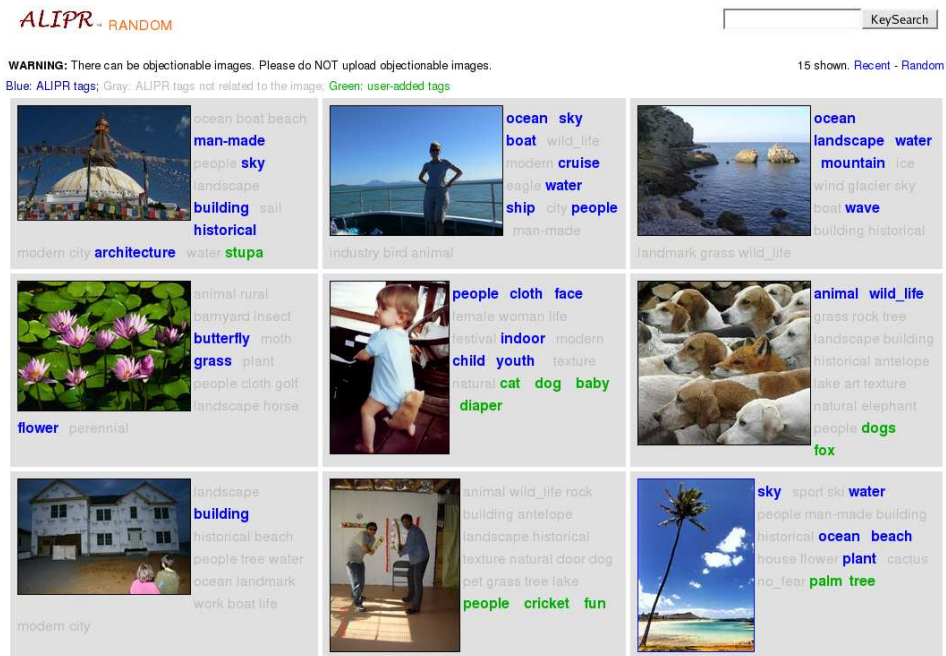 ALIPR ™ RANDOM
KeySearch
WARNING: There can be objectionable images. Please do NOT upload objectionable images.
15 shown. Recent - Random
Blue: ALIPR tags; Gray: ALIPR tags not related to the image; Green: user-added tags
ocean boat beach
man-made
people sky
landscape
building sail
historical
modern city architecture water stupa
ocean sky
boat wild_life
modern cruise
eagle water
ship city people
man-made
industry bird animal
ocean
landscape water
mountain ice
wind glacier sky
boat wave
building historical
landmark grass wild_life
animal rural
barnyard insect
butterfly moth
grass plant
people cloth golf
landscape horse
flower perennial
people cloth face
female woman life
festival indoor modern
child youth texture
natural cat dog baby
diaper
animal wild_life
grass rock tree
landscape building
historical antelope
lake art texture
natural elephant
people dogs
fox
landscape
building
historical beach
people tree water
ocean landmark
work boat life
modern city
animal wild_life rock
building antelope
landscape historical
texture natural door dog
pet grass tree lake
people cricket fun
sky sport ski water
people man-made building
historical ocean beach
house flower plant cactus
no_fear palm tree